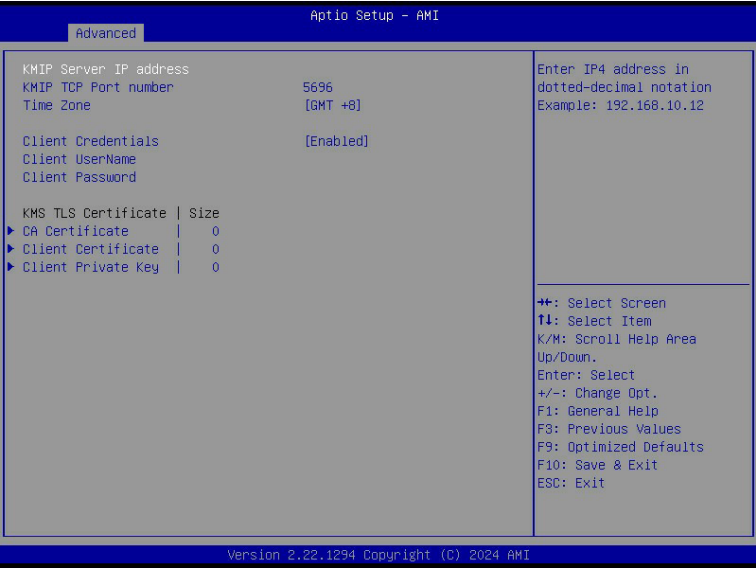 Aptio Setup – AMI
Advanced
KMIP Server IP address
KMIP TCP Port number 5696
Time Zone [GMT +8]
Client Credentials [Enabled]
Client UserName
Client Password
KMS TLS Certificate | Size
► CA Certificate | 0
► Client Certificate | 0
► Client Private Key | 0
Enter IP4 address in
dotted-decimal notation
Example: 192.168.10.12
→←: Select Screen
↑↓: Select Item
K/M: Scroll Help Area
Up/Down.
Enter: Select
+/-: Change Opt.
F1: General Help
F3: Previous Values
F9: Optimized Defaults
F10: Save & Exit
ESC: Exit
Version 2.22.1294 Copyright (C) 2024 AMI